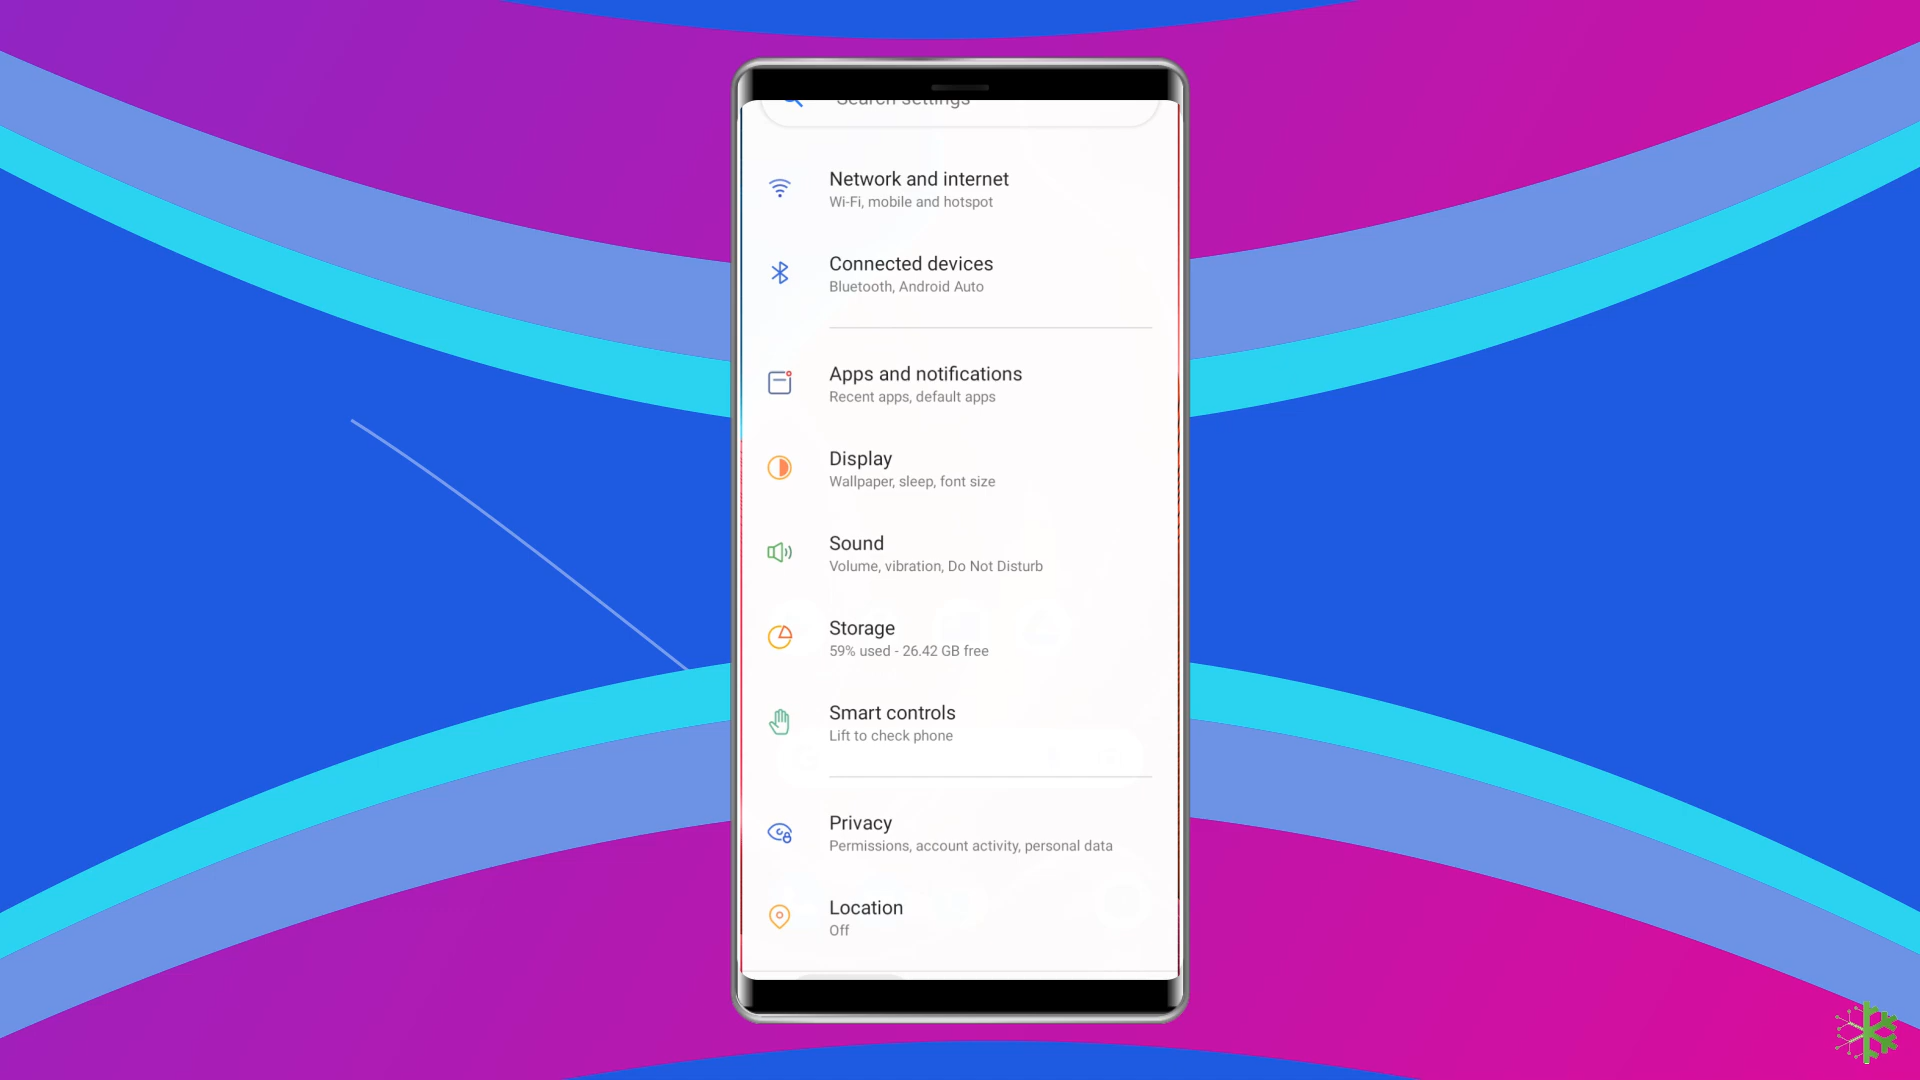 Search settings
Network and internet
Wi-Fi, mobile and hotspot
Connected devices
Bluetooth, Android Auto
Apps and notifications
Recent apps, default apps
Display
Wallpaper, sleep, font size
Sound
Volume, vibration, Do Not Disturb
Storage
59% used - 26.42 GB free
Smart controls
Lift to check phone
Privacy
Permissions, account activity, personal data
Location
Off